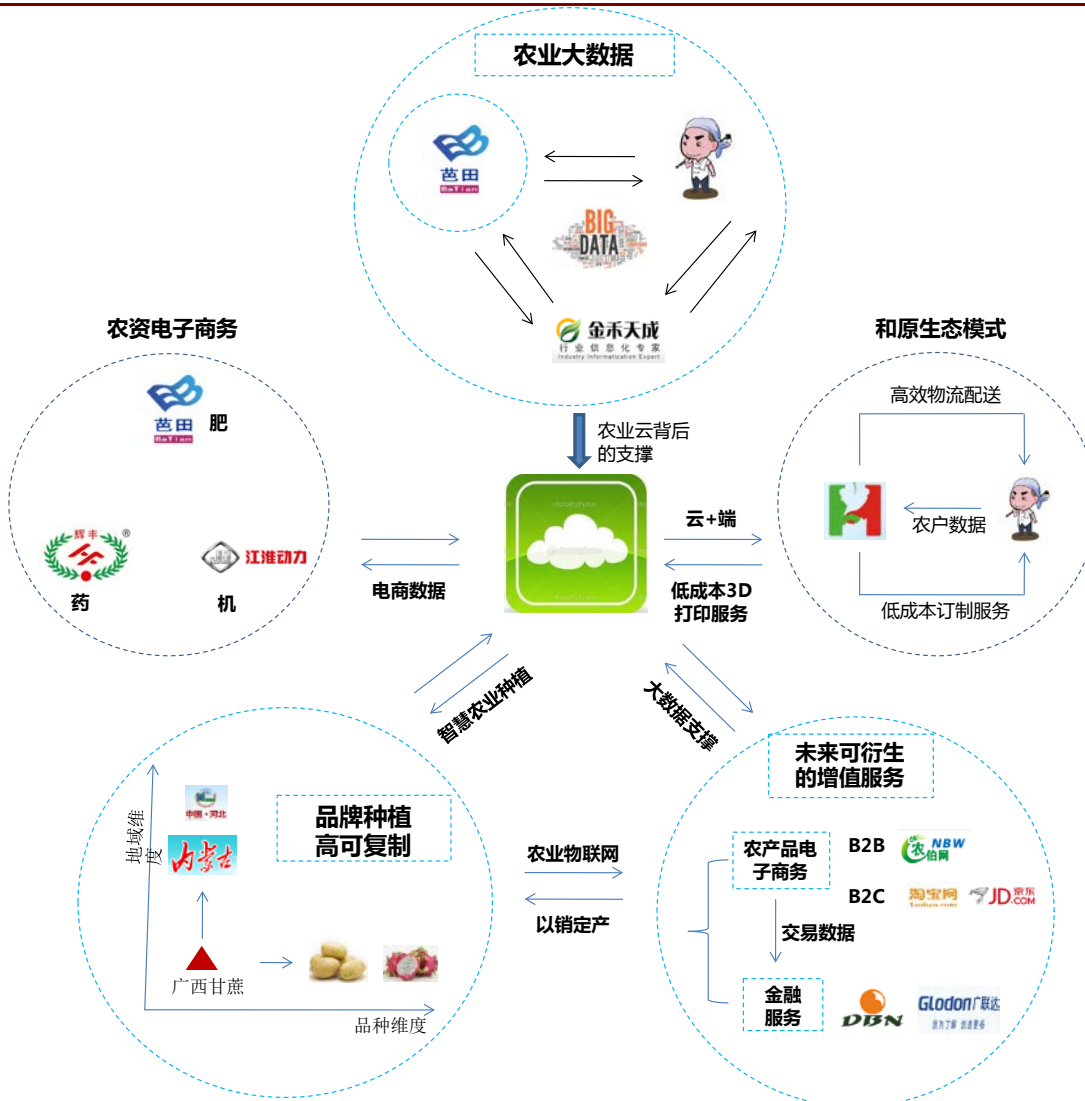 农业大数据
芭田
BaTian
BIG
DATA
金禾天成
行业信息化专家
Industry Informatization Expert
农资电子商务
芭田
BaTian
肥
辉丰
®
江淮动力
药
机
农业云背后
的支撑
和原生态模式
高效物流配送
农户数据
低成本订制服务
电商数据
云+端
低成本3D
打印服务
智慧农业种植
大数据支撑
地域维
度
中国·河北
内蒙古
品牌种植
高可复制
广西甘蔗
品种维度
农业物联网
以销定产
未来可衍生
的增值服务
农产品电
子商务
B2B
农伯网
NBW
B2C
淘宝网
Taobao.com
JD.COM
京东
交易数据
金融
服务
DBN
GLodon广联达